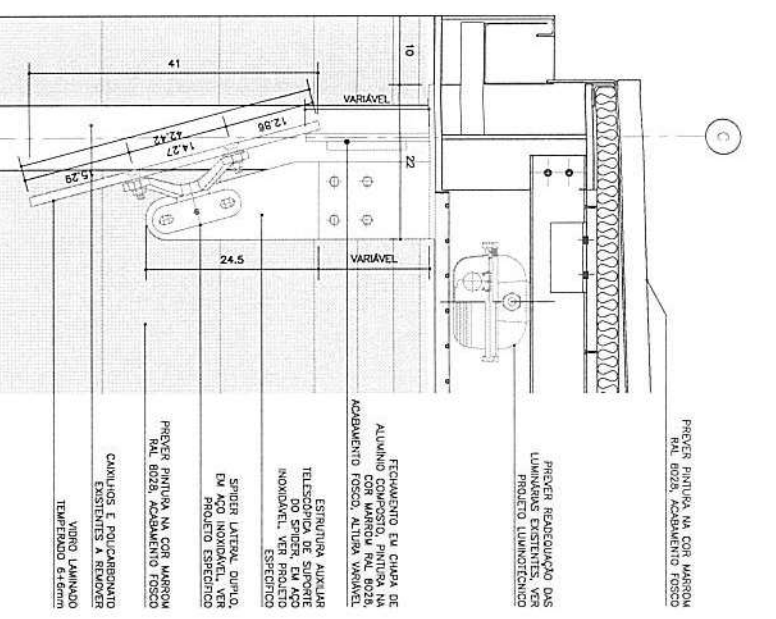 C
41
10
VARIÁVEL
12.86
42.42
14.27
15.29
22
6
24.5
VARIÁVEL
PREVER PINTURA NA COR MARROM
RAL 8028, ACABAMENTO FOSCO
PREVER READEQUAÇÃO DAS
LUMINÁRIAS EXISTENTES, VER
PROJETO LUMINOTÉCNICO
FECHAMENTO EM CHAPA DE
ALUMÍNIO COMPOSTO, PINTURA NA
COR MARROM RAL 8028,
ACABAMENTO FOSCO, ALTURA VARIÁVEL
ESTRUTURA AUXILIAR
TELESCÓPICA DE SUPORTE
DO SPIDER, EM AÇO
INOXIDÁVEL, VER PROJETO
ESPECÍFICO
SPIDER LATERAL DUPLO,
EM AÇO INOXIDÁVEL, VER
PROJETO ESPECÍFICO
PREVER PINTURA NA COR MARROM
RAL 8028, ACABAMENTO FOSCO
CAIXILHOS E POLICARBONATO
EXISTENTES A REMOVER
VIDRO LAMINADO
TEMPERADO 6+6mm